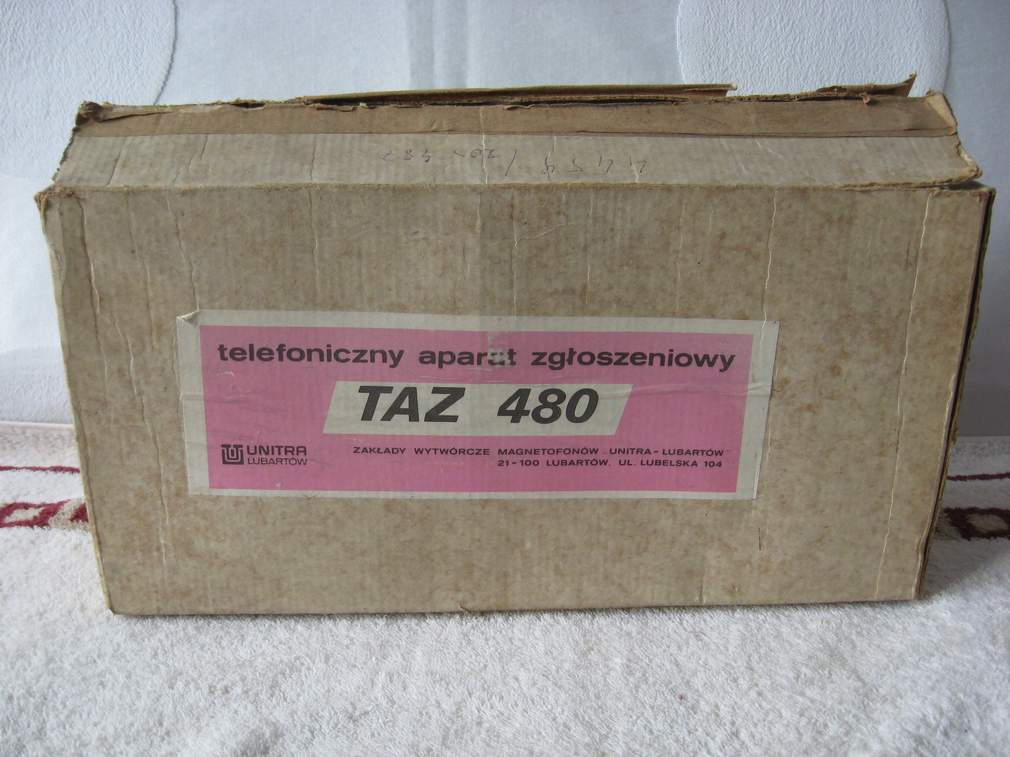 telefoniczny aparat zgłoszeniowy
TAZ 480
UNITRA
LUBARTÓW
ZAKŁADY WYTWÓRCZE MAGNETOFONÓW „UNITRA-LUBARTÓW"
21-100 LUBARTÓW, UL. LUBELSKA 104